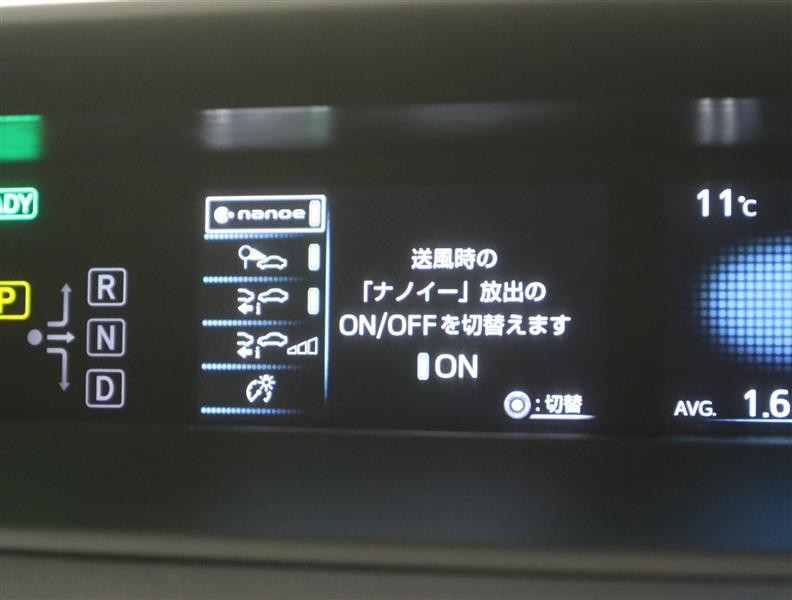 ADY
nanoe
送風時の
「ナノイー」放出の
ON/OFFを切替えます
ON
:切替
P
R
N
D
11℃
AVG. 1.6